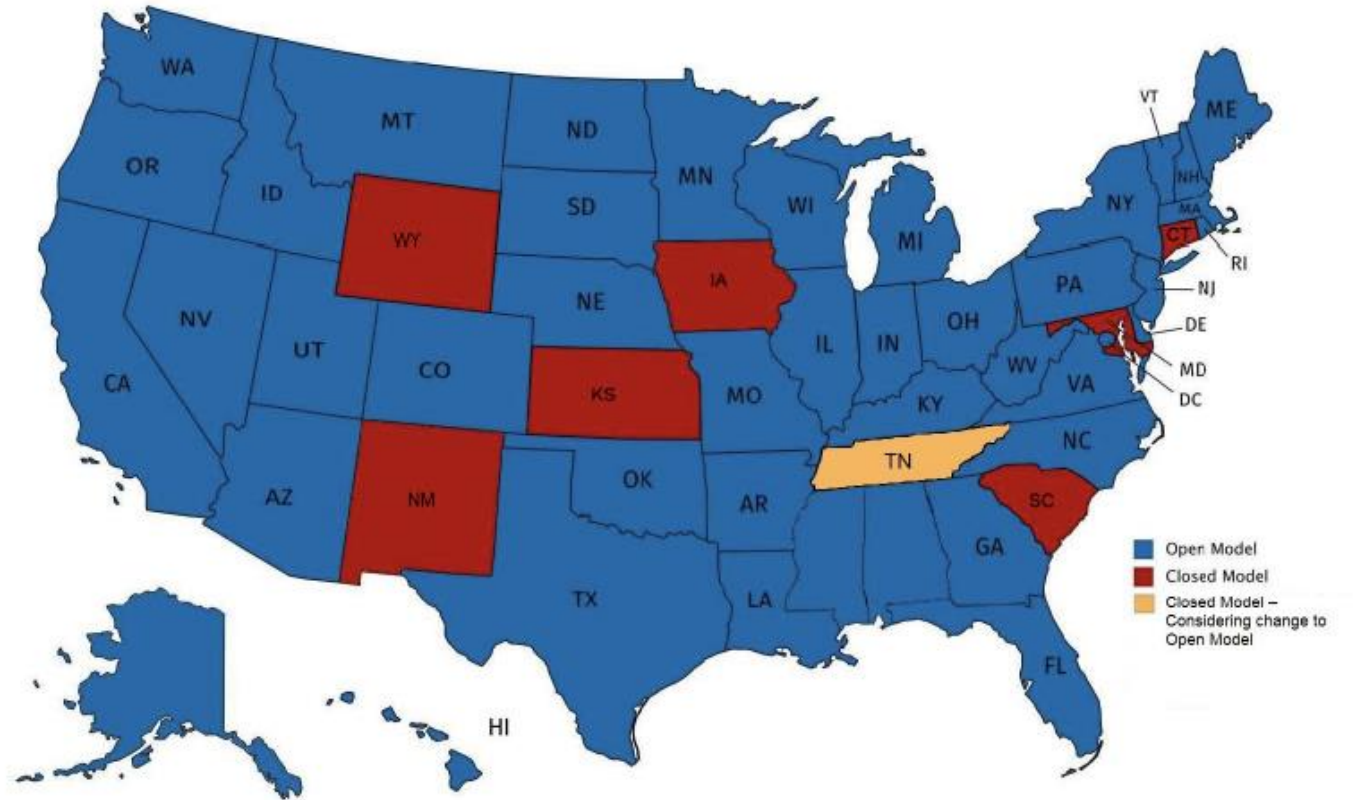 WA
MT
ND
MN
OR
ID
SD
WI
MI
VT
ME
NH
NY
MA
CT
RI
WY
IA
NE
PA
NJ
NV
UT
CO
IL
IN
OH
DE
WV
MD
VA
DC
CA
KS
MO
KY
NC
TN
AZ
NM
OK
AR
SC
GA
TX
LA
FL
HI
Open Model
Closed Model
Closed Model –
Considering change to
Open Model